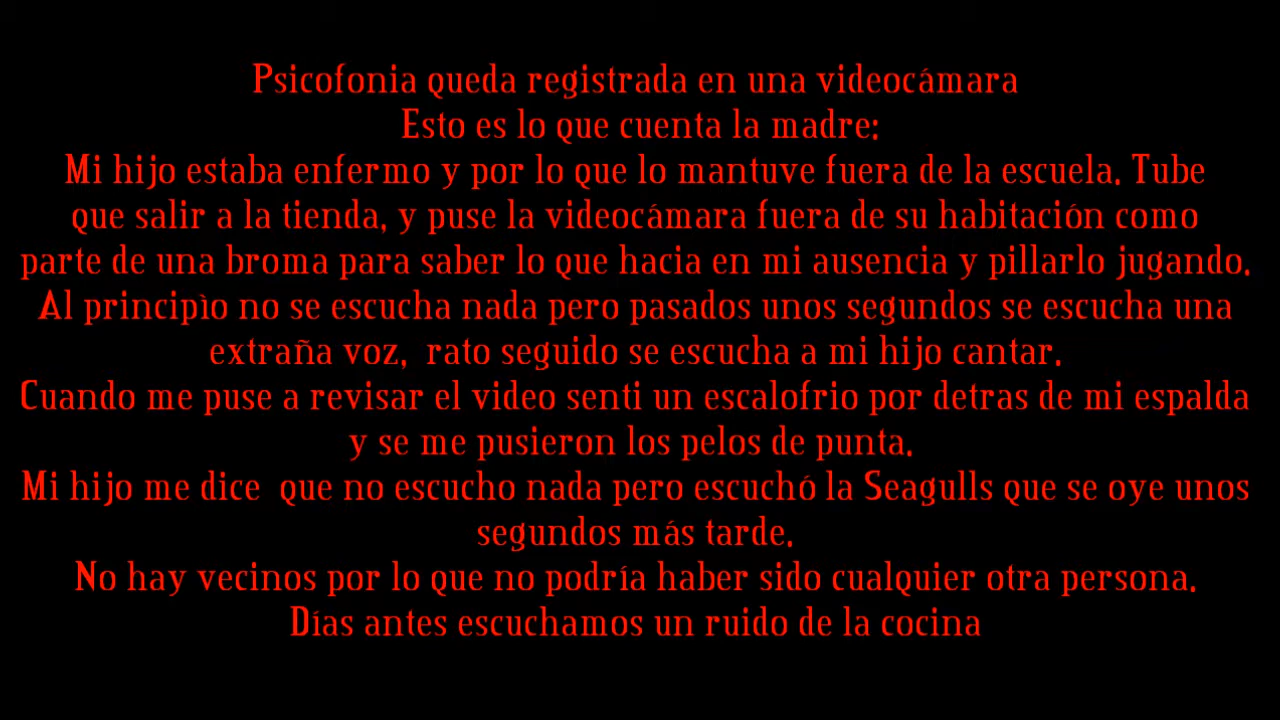 Psicofonia queda registrada en una videocámara
Esto es lo que cuenta la madre:
Mi hijo estaba enfermo y por lo que lo mantuve fuera de la escuela. Tube
que salir a la tienda, y puse la videocámara fuera de su habitación como
parte de una broma para saber lo que hacia en mi ausencia y pillarlo jugando.
Al principìo no se escucha nada pero pasados unos segundos se escucha una
extraña voz,  rato seguido se escucha a mi hijo cantar.
Cuando me puse a revisar el video senti un escalofrio por detras de mi espalda
y se me pusieron los pelos de punta.
Mi hijo me dice  que no escucho nada pero escuchó la Seagulls que se oye unos
segundos más tarde.
No hay vecinos por lo que no podría haber sido cualquier otra persona.
Días antes escuchamos un ruido de la cocina